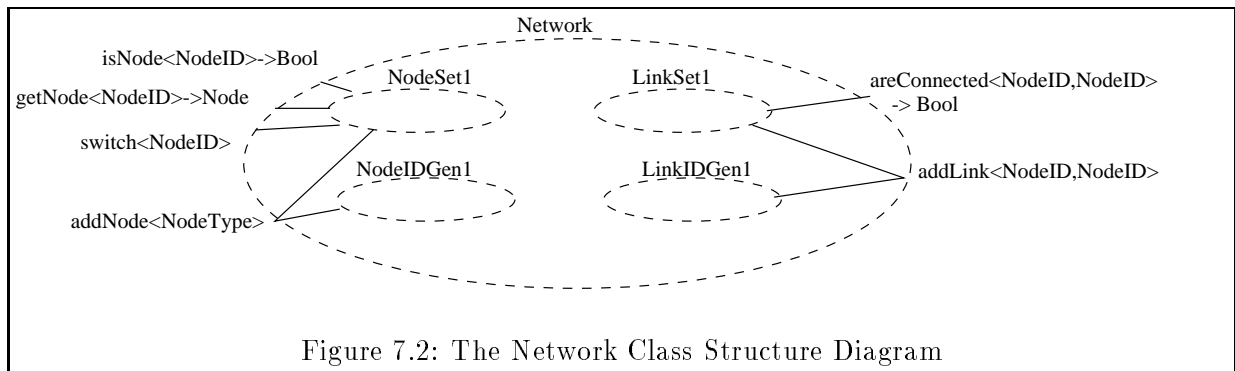 Network
isNode<NodeID>->Bool
NodeSet1
LinkSet1
areConnected<NodeID,NodeID>
-> Bool
getNode<NodeID>->Node
switch<NodeID>
NodeIDGen1
LinkIDGen1
addLink<NodeID,NodeID>
addNode<NodeType>
Figure 7.2: The Network Class Structure Diagram